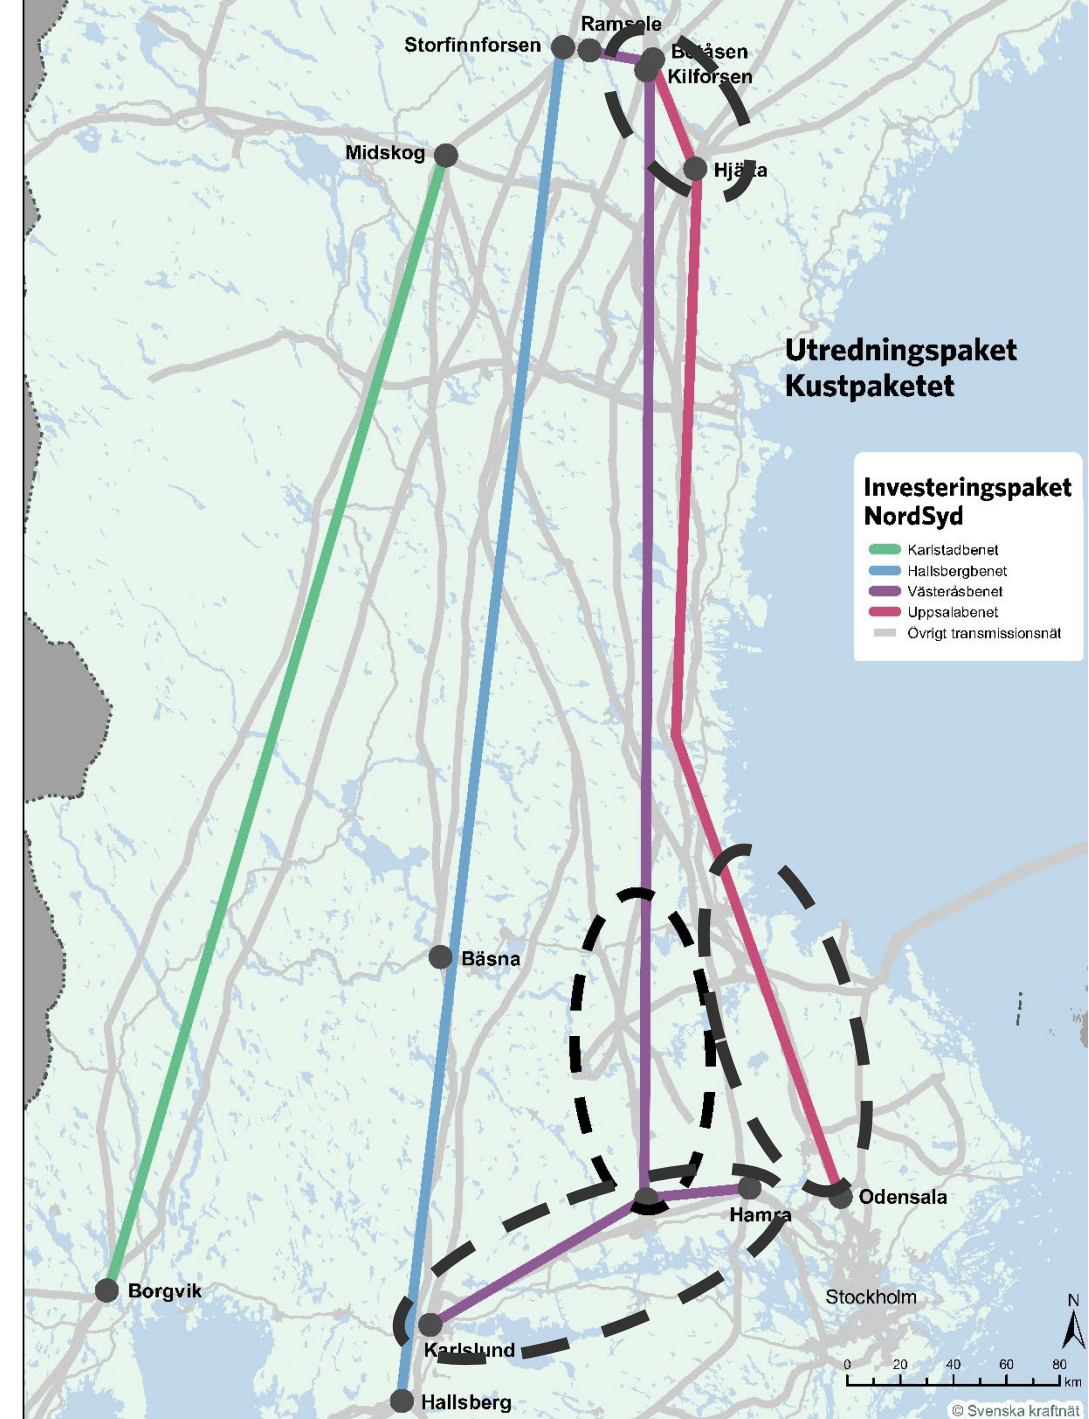 Ramsele
Storfinnforsen
Betåsen
Kilforsen
Midskog
Hjälta
Utredningspaket
Kustpaketet
Investeringspaket
NordSyd
Karlstadbenet
Hallsbergbenet
Västeråsbenet
Uppsalabenet
Övrigt transmissionsnät
Bäsna
Odensala
Hamra
Borgvik
Stockholm
N
Karlslund
0 20 40 60 80
km
Hallsberg
© Svenska kraftnät